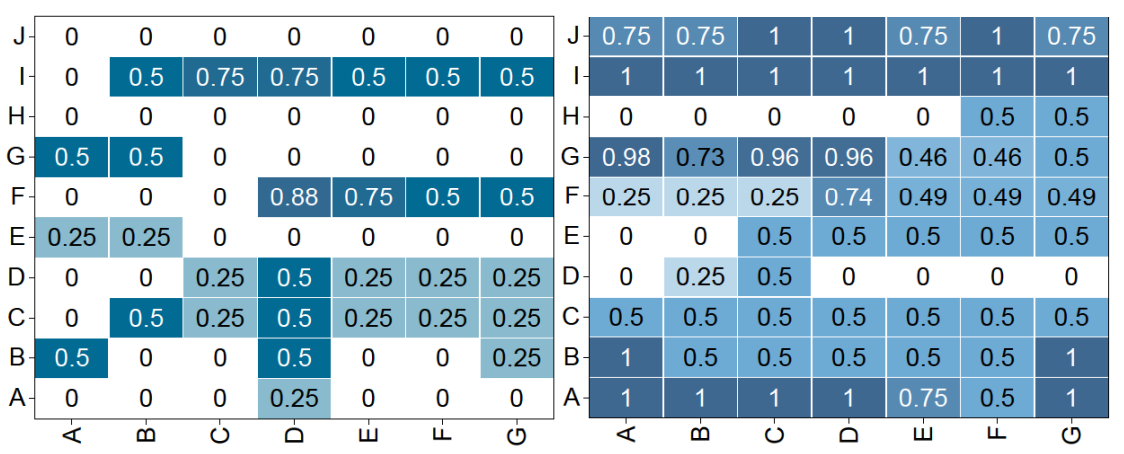 J 0 0 0 0 0 0 0 J 0.75 0.75 1 1 0.75 1 0.75
I 0 0.5 0.75 0.75 0.5 0.5 0.5 I 1 1 1 1 1 1 1
H 0 0 0 0 0 0 0 H 0 0 0 0 0 0.5 0.5
G 0.5 0.5 0 0 0 0 0 G 0.98 0.73 0.96 0.96 0.46 0.46 0.5
F 0 0 0 0.88 0.75 0.5 0.5 F 0.25 0.25 0.25 0.74 0.49 0.49 0.49
E 0.25 0.25 0 0 0 0 0 E 0 0 0.5 0.5 0.5 0.5 0.5
D 0 0 0.25 0.5 0.25 0.25 0.25 D 0 0.25 0.5 0 0 0 0
C 0 0.5 0.25 0.5 0.25 0.25 0.25 C 0.5 0.5 0.5 0.5 0.5 0.5 0.5
B 0.5 0 0 0.5 0 0 0.25 B 1 0.5 0.5 0.5 0.5 0.5 1
A 0 0 0 0.25 0 0 0 A 1 1 1 1 0.75 0.5 1
A B C D E F G A B C D E F G